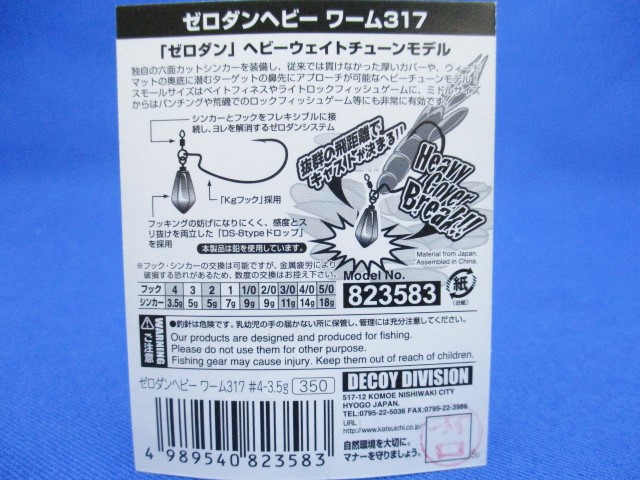 ゼロダンヘビー ワーム317
「ゼロダン」ヘビーウェイトチューンモデル
独自の六面カットシンカーを装備し、従来では貫けなかった厚いカバーや、ウィード
マットの奥底に潜むターゲットの鼻先にアプローチが可能なヘビーチューンモデル!
スモールサイズはベイトフィネスやライトロックフィッシュゲームに、ミドルサイズ
からはパンチングや荒磯でのロックフィッシュゲーム等にも非常に有効です。
シンカーとフックをフレキシブルに接
続し、ヨレを解消するゼロダンシステム
「Kgフック」採用
フッキングの妨げになりにくく、感度とス
リ抜けを両立した「DS-8typeドロップ」
を採用
本製品は鉛を使用しています。
抜群の飛距離で、
「キャストが決まる!!
Heavy
Cover
Break!!
Material from Japan.
Assembled in China.
※フック・シンカーの交換は可能ですが、金属疲労により
破損する恐れがあるため、数度の交換はお控え下さい。
Model No.
823583
紙
(台紙)
フック 4 3 2 1 1/0 2/0 3/0 4/0 5/0
シンカー 3.5g 5g 5g 7g 9g 9g 11g 14g 18g
WARNING
ご注意
●釣針は危険です。乳幼児の手の届かない所に保管し、管理には充分注意してください。
Our products are designed and produced for fishing.
Please do not use them for other purpose.
Fishing gear may cause injury. Keep them out of reach of children.
ゼロダンヘビー ワーム317 #4-3.5g 350
4 989540 823583
DECOY DIVISION
517-12 KOMOE NISHIWAKI CITY
HYOGO JAPAN.
TEL:0795-22-5036 FAX:0795-22-3986
URL:
http://www.katsuichi.co.jp/
自然環境を大切に。
マナーを守りましょう。